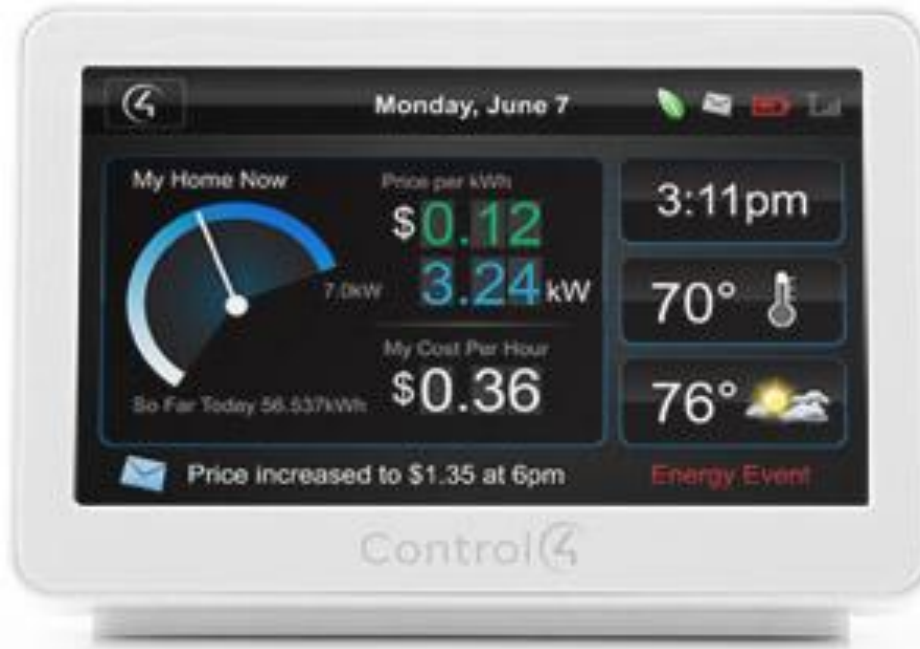 Monday, June 7
My Home Now
Price per kWh
$0.12
7.0kW
3.24 kW
My Cost Per Hour
$0.36
So Far Today 56.537kWh
3:11pm
70°
76°
Price increased to $1.35 at 6pm
Energy Event
Control4